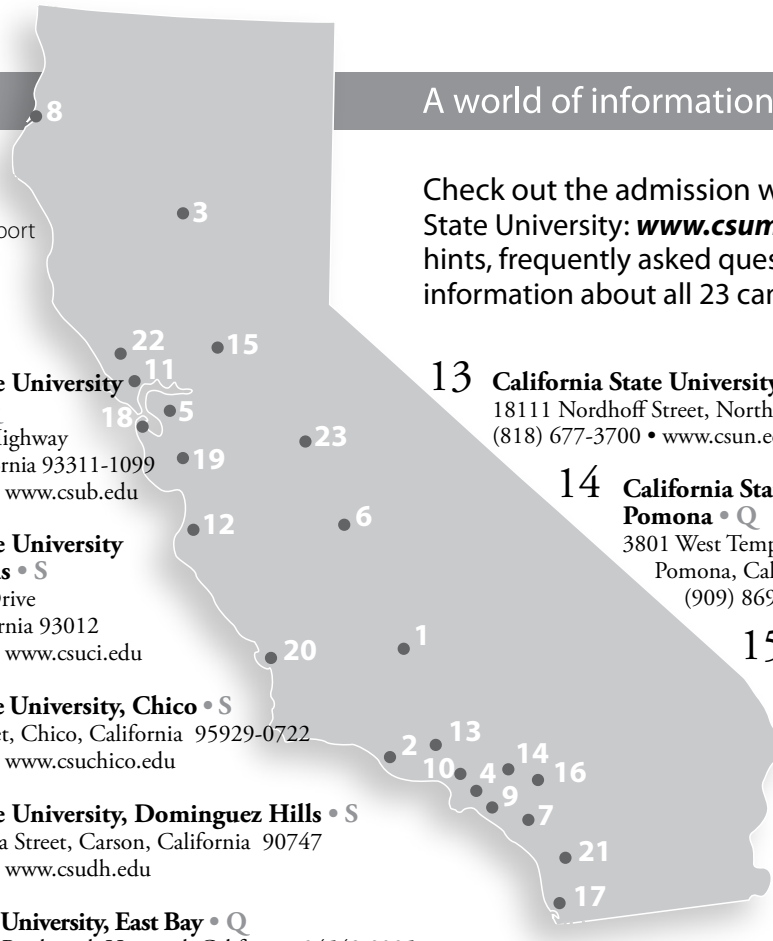 A world of information
8
3
port
Check out the admission w
State University: www.csum
hints, frequently asked ques
information about all 23 can
22
15
11
e University
18
5
Highway
rnia 93311-1099
www.csub.edu
23
19
12
6
13 California State University
18111 Nordhoff Street, North
(818) 677-3700 • www.csun.e
14 California Sta
Pomona • Q
3801 West Temp
Pomona, Cal
(909) 869
15
e University
s • S
Drive
rnia 93012
www.csuci.edu
20
1
e University, Chico • S
et, Chico, California 95929-0722
www.csuchico.edu
2
13
10
4
14
16
9
7
21
17
e University, Dominguez Hills • S
a Street, Carson, California 90747
www.csudh.edu
University, East Bay • Q